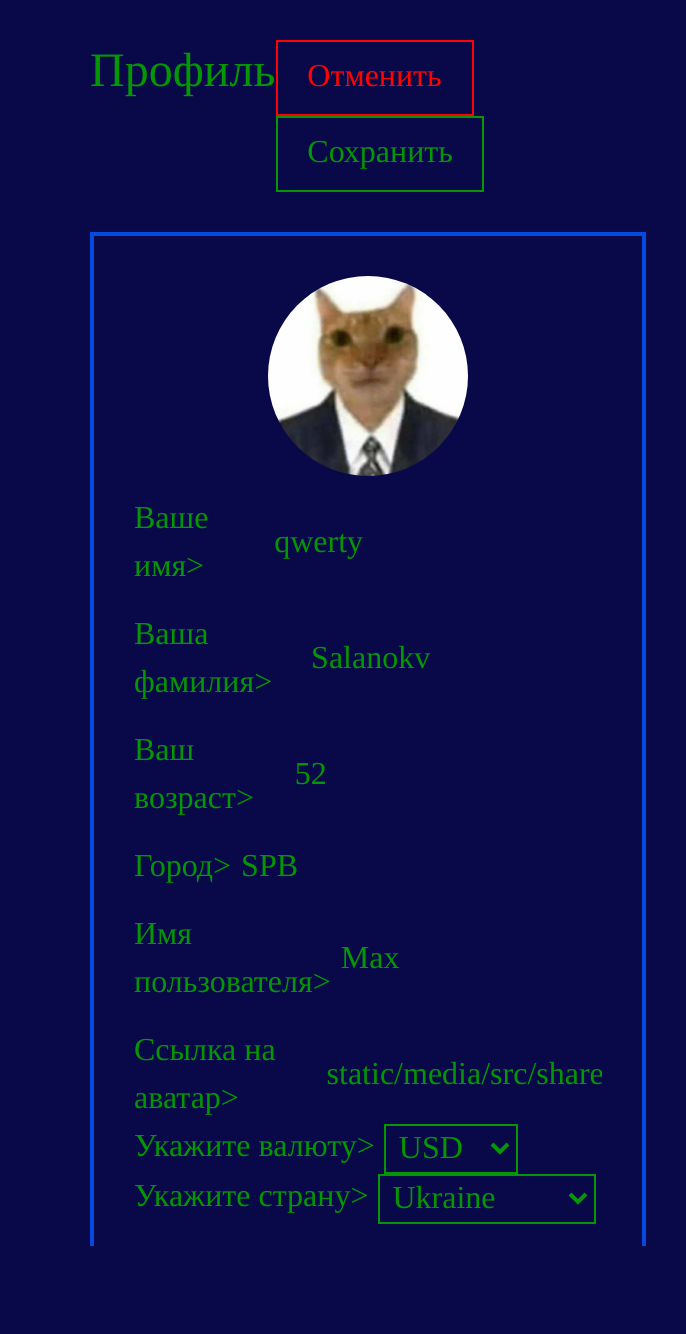 Профиль Отменить
Сохранить
Ваше
имя> qwerty
Ваша
фамилия> Salanokv
Ваш
возраст> 52
Город> SPB
Имя
пользователя> Max
Ссылка на
аватар> static/media/src/share
Укажите валюту> USD
Укажите страну> Ukraine